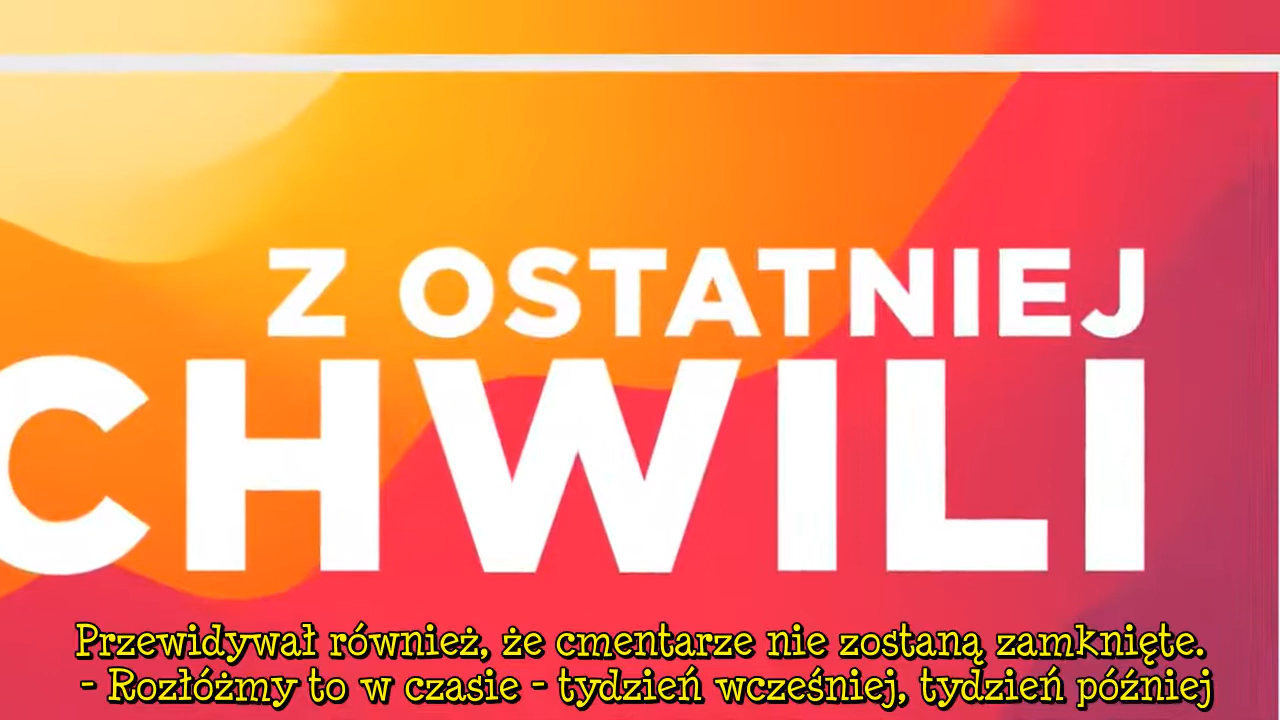 Z OSTATNIEJ
CHWILI
Przewidywał również, że cmentarze nie zostaną zamknięte.
- Rozłóżmy to w czasie - tydzień wcześniej, tydzień później